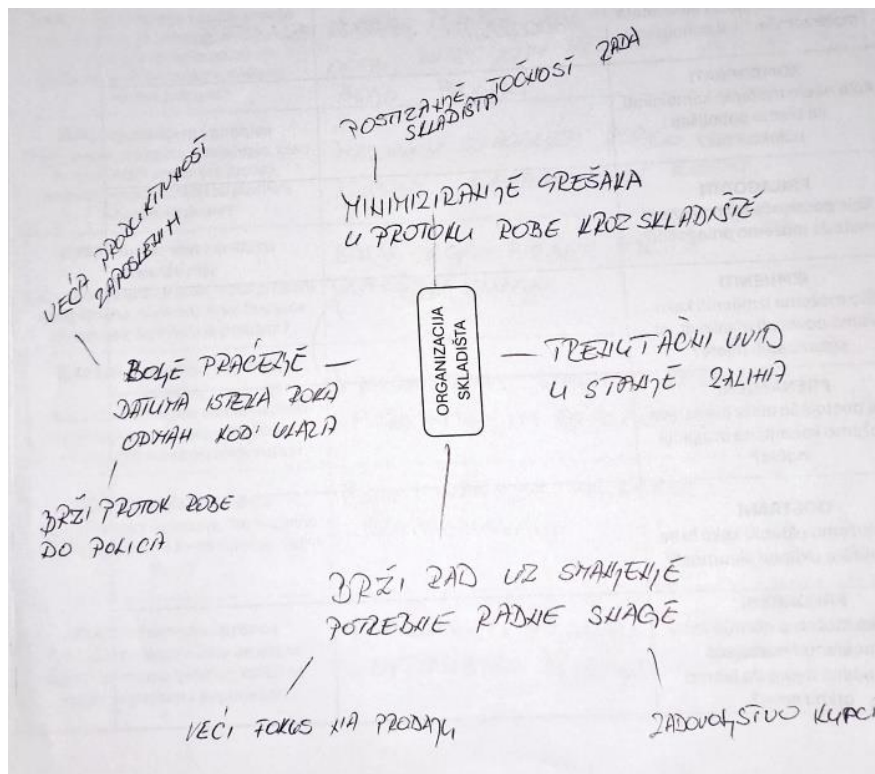 POSTIZANJE TOČNOSTI RADA
SKLADIŠTA
MINIMIZIRANJE GREŠAKA
U PROTOKU ROBE KROZ SKLADIŠTE
VEĆA PRODUKTIVNOST
ZAPOSLENIH
ORGANIZACIJA
SKLADIŠTA
BOLJE PRAĆENJE
DATUMA ISTEKA ROKA
ODMAH KOD ULAZA
TRENUTAČNI UVID
U STANJE ZALIHA
BRŽI PROTOK ROBE
DO POLICA
BRŽI RAD UZ SMANJENJE
POTREBNE RADNE SNAGE
VEĆI FOKUS NA PRODAJU
ZADOVOLJSTVO KUPCA